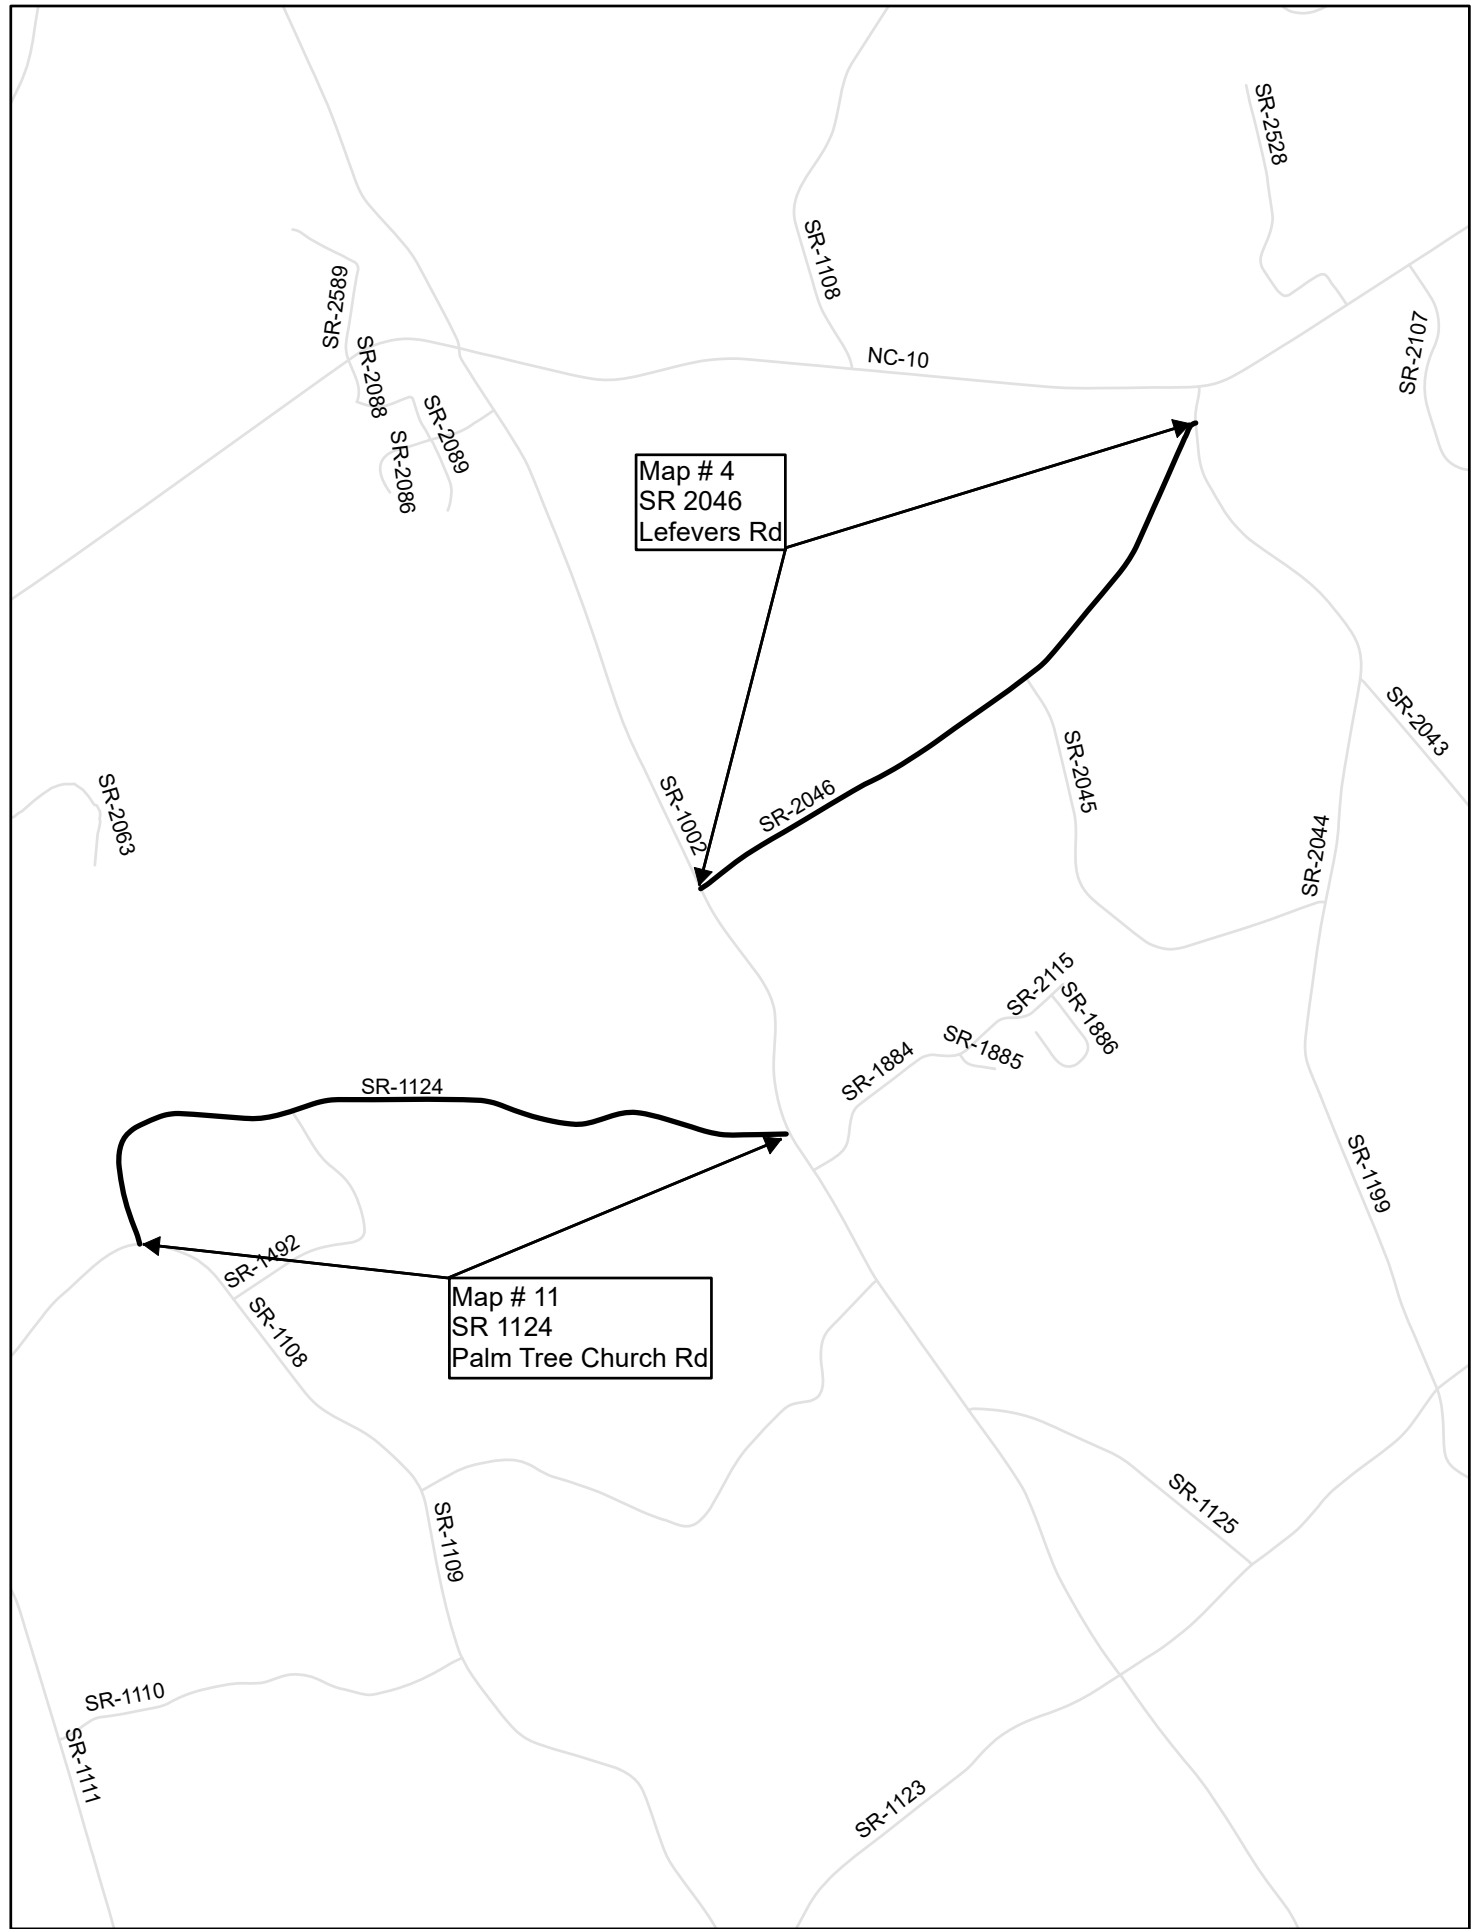 SR-2528
SR-1108
SR-2589
SR-2107
SR-2088
NC-10
SR-2089
SR-2086
Map # 4
SR 2046
Lefevers Rd
SR-2043
SR-2045
SR-2063
SR-1002
SR-2046
SR-2044
SR-2115
SR-1886
SR-1885
SR-1884
SR-1124
SR-1199
SR-1492
SR-1108
Map # 11
SR 1124
Palm Tree Church Rd
SR-1125
SR-1109
SR-1110
SR-1111
SR-1123